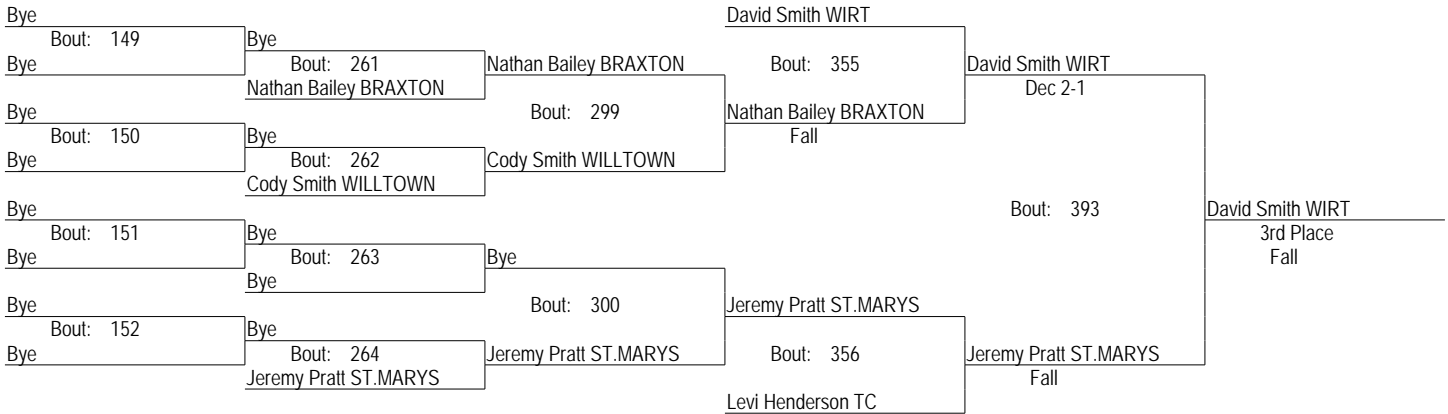 Bye
Bout: 149
Bye
Bye
Bout: 150
Bye
Bye
Bout: 151
Bye
Bye
Bout: 152
Bye
Bye
Bout: 261
Nathan Bailey BRAXTON
Bye
Bout: 262
Cody Smith WILLTOWN
Bye
Bout: 263
Bye
Bye
Bout: 264
Jeremy Pratt ST.MARYS
Nathan Bailey BRAXTON
Bout: 299
Cody Smith WILLTOWN
Bye
Bout: 300
Jeremy Pratt ST.MARYS
David Smith WIRT
Bout: 355
Nathan Bailey BRAXTON
Fall
Jeremy Pratt ST.MARYS
Bout: 356
Levi Henderson TC
David Smith WIRT
Dec 2-1
Bout: 393
Jeremy Pratt ST.MARYS
Fall
David Smith WIRT
3rd Place
Fall